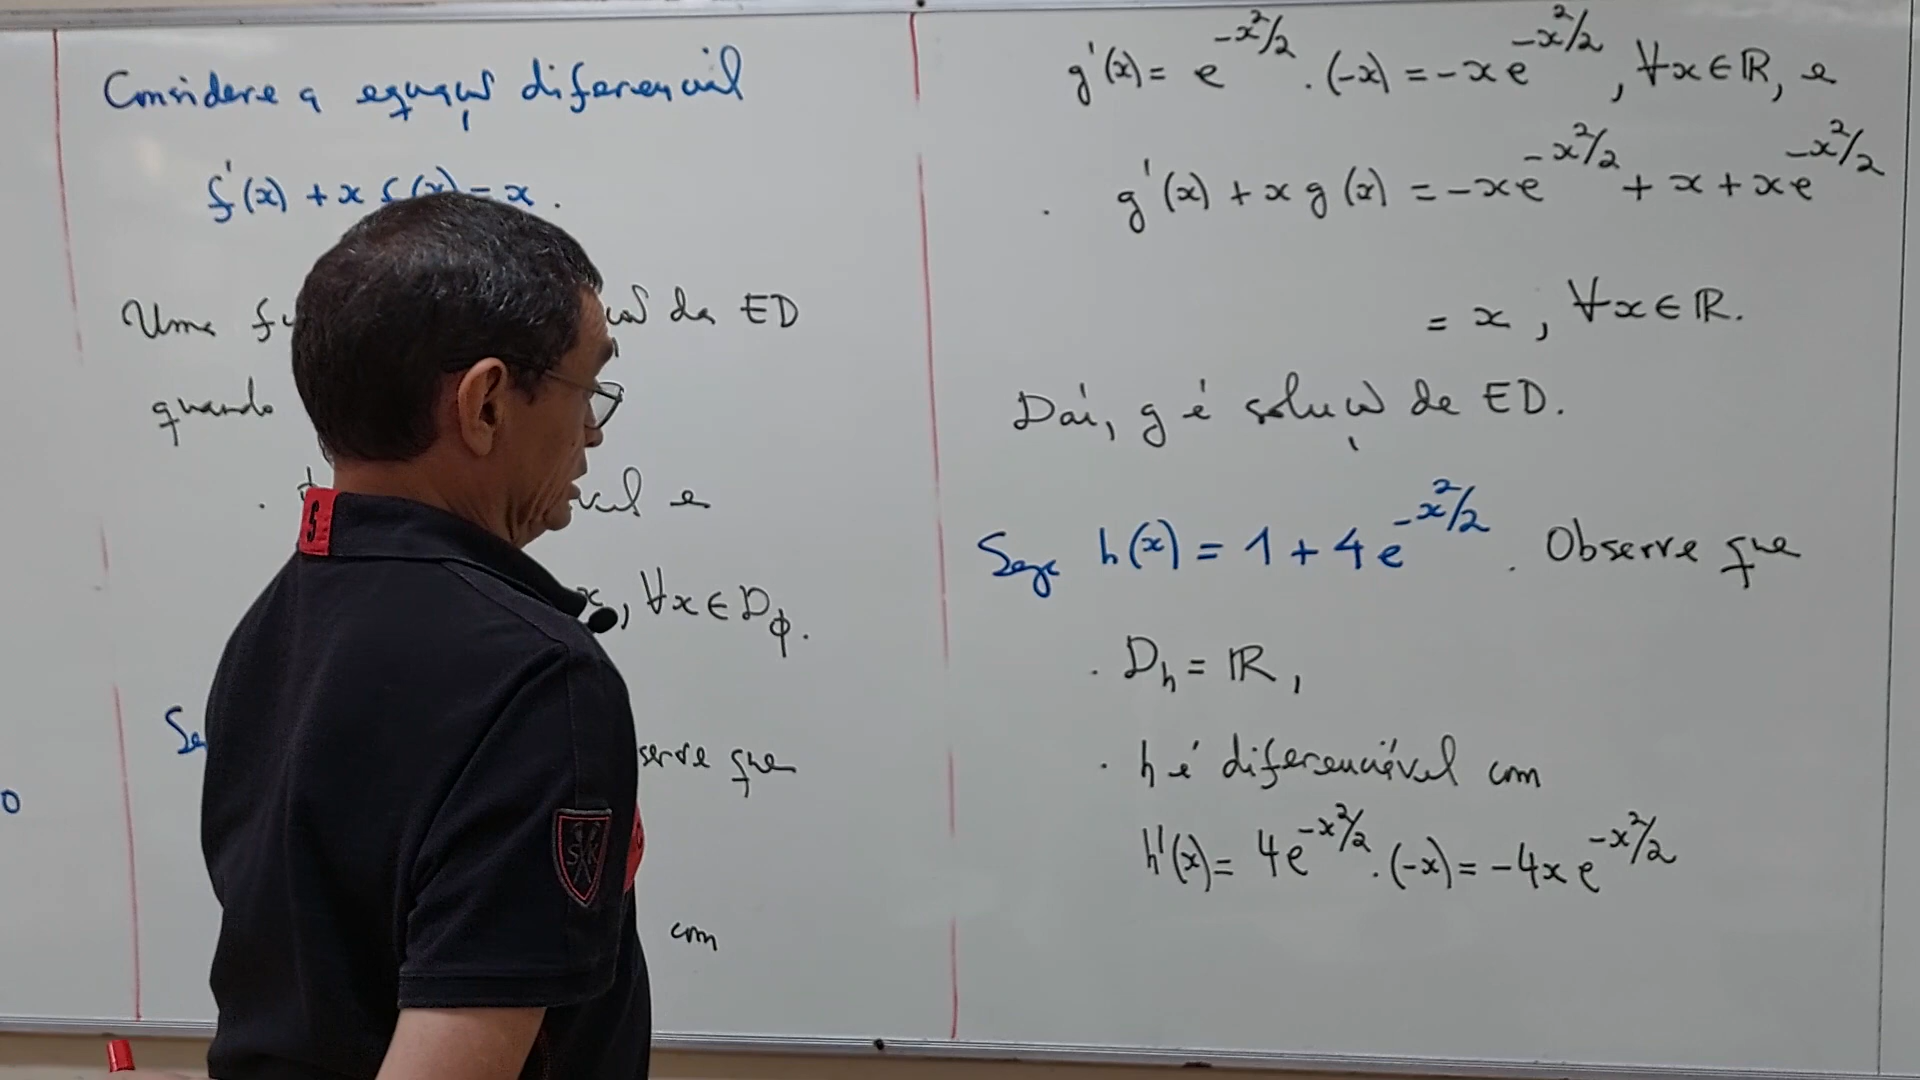 Considere a equação diferencial
f'(x) + x f(x) = x.
Uma da ED
quando
e
x, ∀x ∈ D_ϕ.
que
com
o
g'(x) = e^{-x²/2} . (-x) = -x e^{-x²/2}, ∀x ∈ ℝ, e
. g'(x) + x g(x) = -x e^{-x²/2} + x + x e^{-x²/2}
= x, ∀x ∈ ℝ.
Daí, g é solução de ED.
Seja h(x) = 1 + 4 e^{-x²/2}. Observe que
. D_h = ℝ,
. h é diferenciável com
h'(x) = 4e^{-x²/2} . (-x) = -4x e^{-x²/2}
S
SK